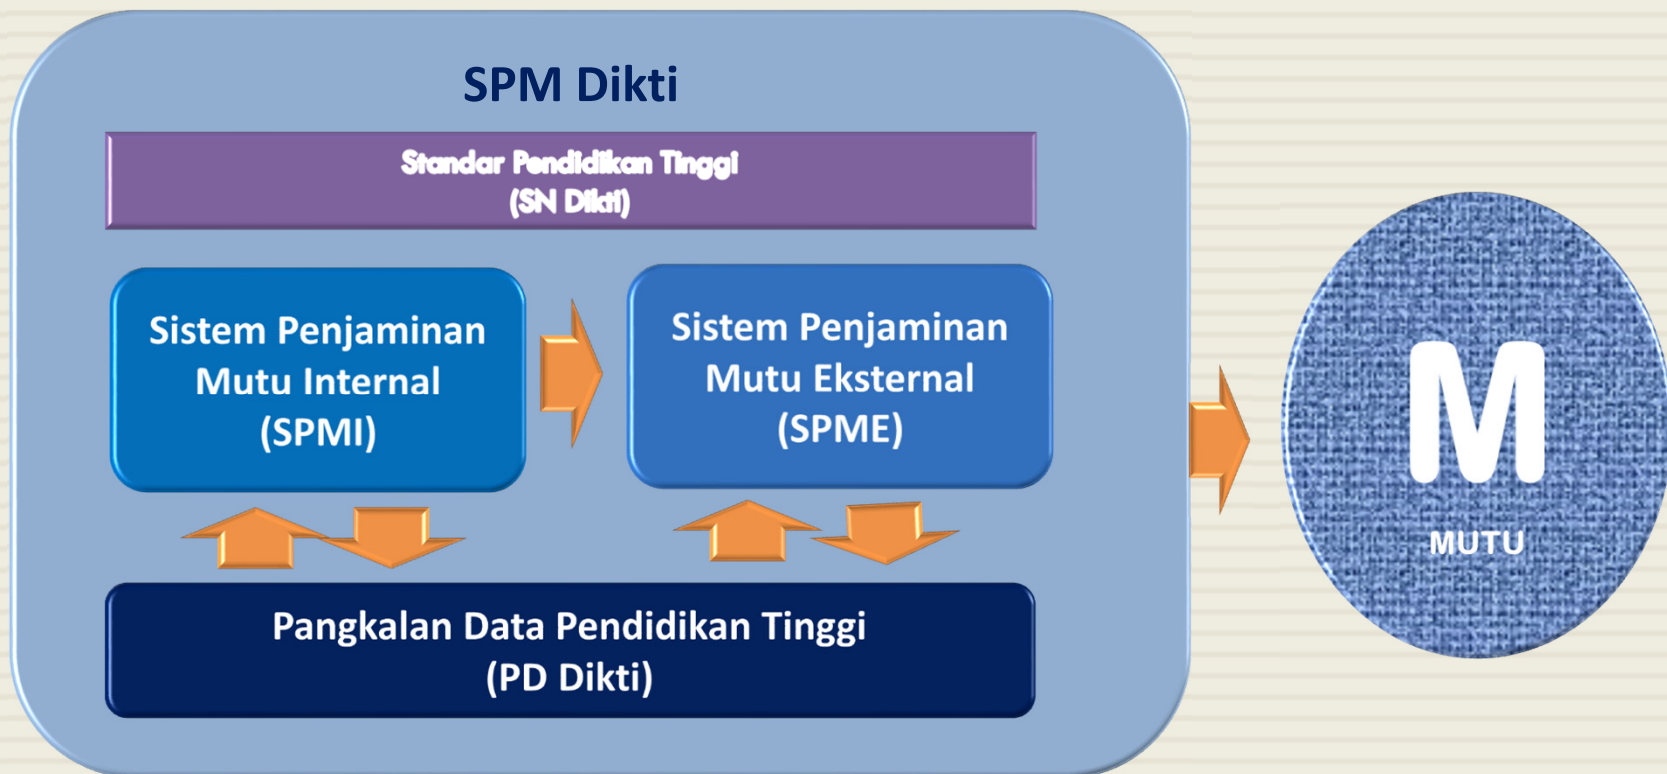 SPM Dikti
Standar Pendidikan Tinggi
(SN Dikti)
Sistem Penjaminan
Mutu Internal
(SPMI)
Sistem Penjaminan
Mutu Eksternal
(SPME)
Pangkalan Data Pendidikan Tinggi
(PD Dikti)
M
MUTU